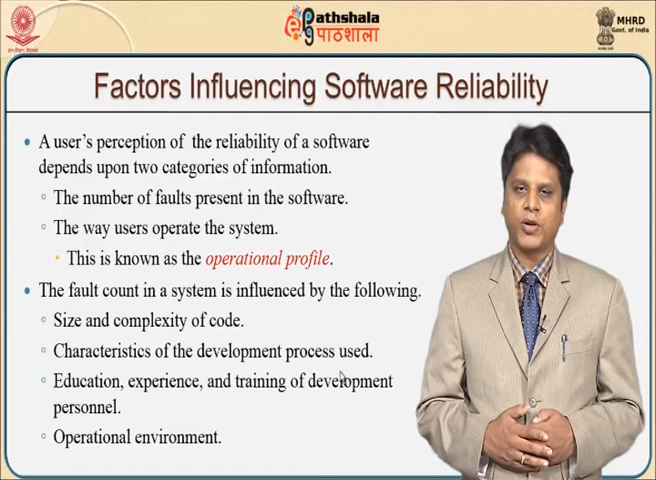 ePathshala
पाठशाला
MHRD
Govt. of India
Factors Influencing Software Reliability
• A user's perception of the reliability of a software
depends upon two categories of information.
◦ The number of faults present in the software.
◦ The way users operate the system.
• This is known as the operational profile.
• The fault count in a system is influenced by the following.
◦ Size and complexity of code.
◦ Characteristics of the development process used.
◦ Education, experience, and training of development
personnel.
◦ Operational environment.